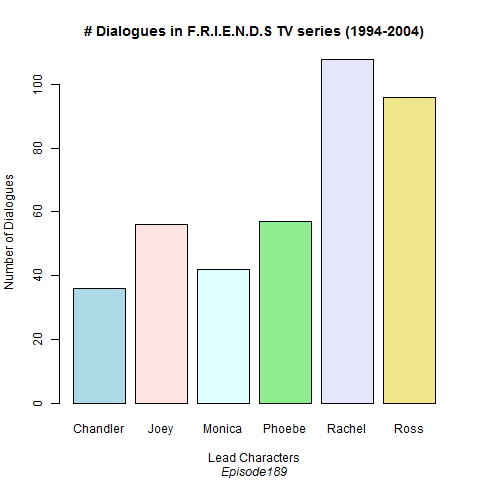 # Dialogues in F.R.I.E.N.D.S TV series (1994-2004)
Number of Dialogues
100
80
60
40
20
0
Chandler Joey Monica Phoebe Rachel Ross
Lead Characters
Episode189